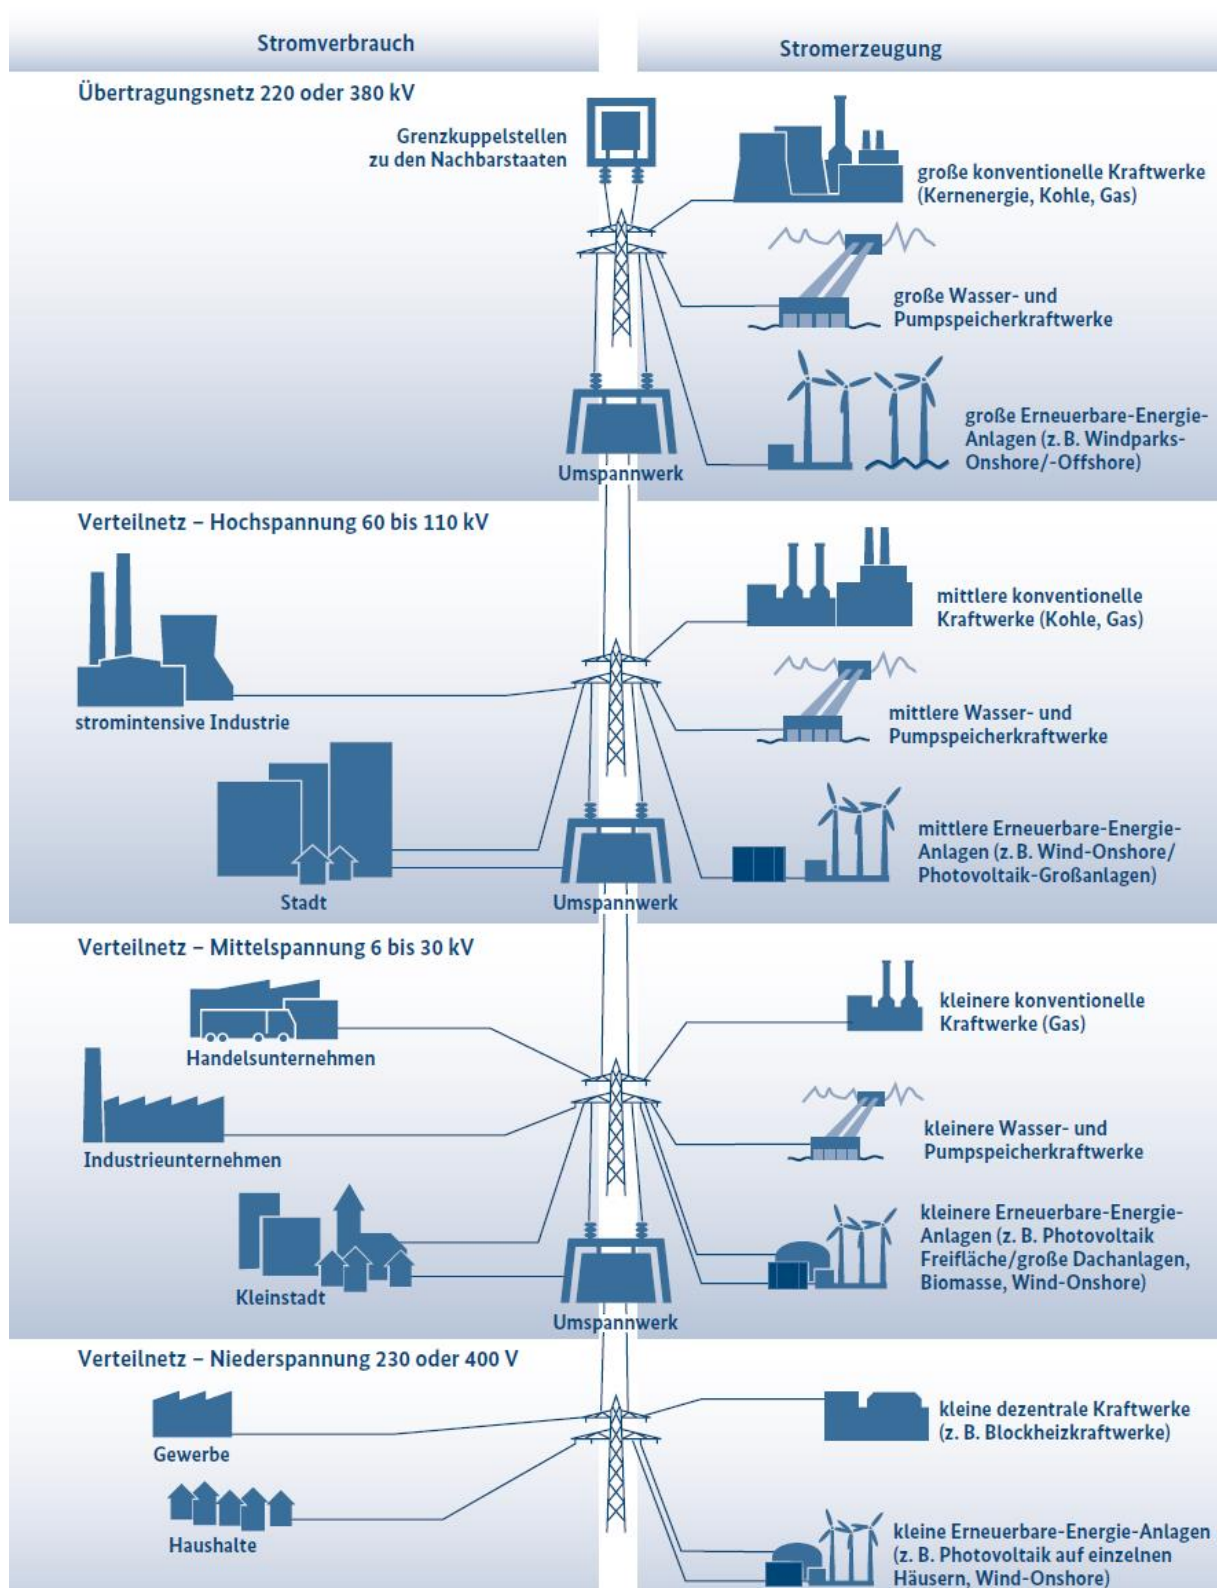 Stromverbrauch
Stromerzeugung
Übertragungsnetz 220 oder 380 kV
Grenzkuppelstellen
zu den Nachbarstaaten
große konventionelle Kraftwerke
(Kernenergie, Kohle, Gas)
große Wasser- und
Pumpspeicherkraftwerke
große Erneuerbare-Energie-
Anlagen (z. B. Windparks-
Onshore/-Offshore)
Umspannwerk
Verteilnetz – Hochspannung 60 bis 110 kV
stromintensive Industrie
Stadt
mittlere konventionelle
Kraftwerke (Kohle, Gas)
mittlere Wasser- und
Pumpspeicherkraftwerke
mittlere Erneuerbare-Energie-
Anlagen (z. B. Wind-Onshore/
Photovoltaik-Großanlagen)
Umspannwerk
Verteilnetz – Mittelspannung 6 bis 30 kV
Handelsunternehmen
Industrieunternehmen
Kleinstadt
kleinere konventionelle
Kraftwerke (Gas)
kleinere Wasser- und
Pumpspeicherkraftwerke
kleinere Erneuerbare-Energie-
Anlagen (z. B. Photovoltaik
Freifläche/große Dachanlagen,
Biomasse, Wind-Onshore)
Umspannwerk
Verteilnetz – Niederspannung 230 oder 400 V
Gewerbe
Haushalte
kleine dezentrale Kraftwerke
(z. B. Blockheizkraftwerke)
kleine Erneuerbare-Energie-Anlagen
(z. B. Photovoltaik auf einzelnen
Häusern, Wind-Onshore)